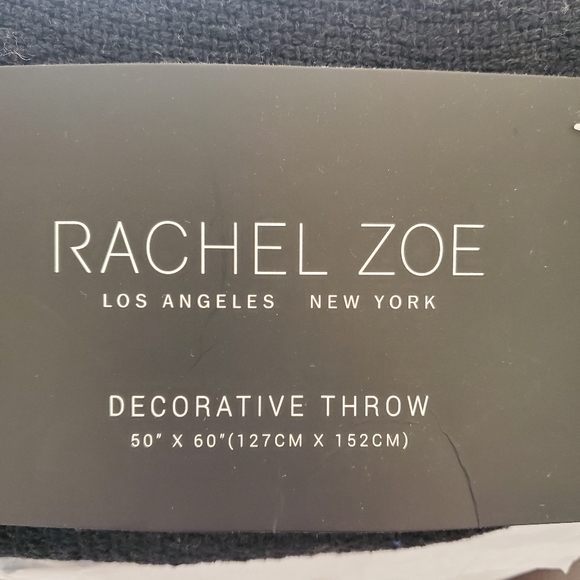 RACHEL ZOE
LOS ANGELES NEW YORK
DECORATIVE THROW
50" X 60"(127CM X 152CM)